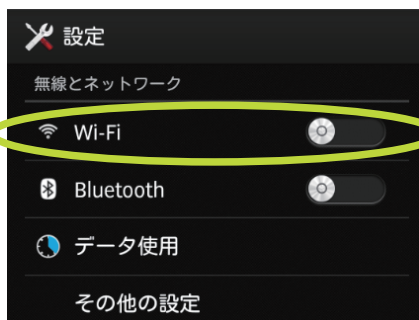 設定
無線とネットワーク
Wi-Fi
Bluetooth
データ使用
その他の設定